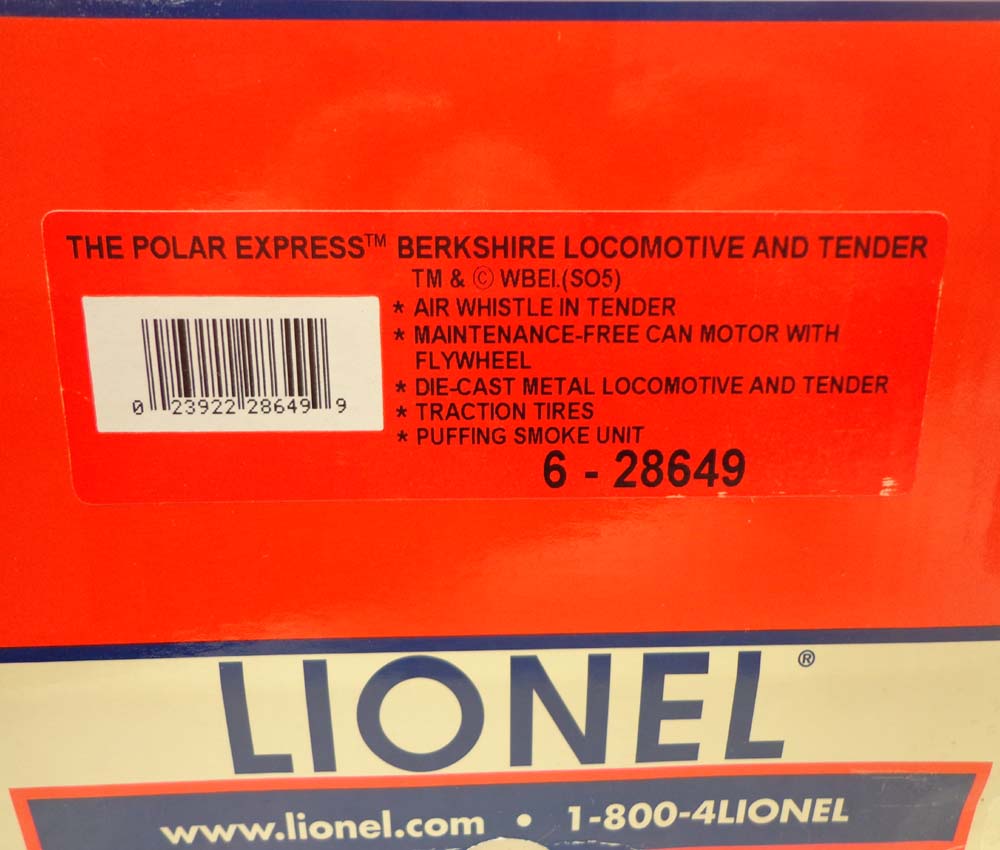 THE POLAR EXPRESS™ BERKSHIRE LOCOMOTIVE AND TENDER
TM & © WBEI.(SO5)
* AIR WHISTLE IN TENDER
* MAINTENANCE-FREE CAN MOTOR WITH
FLYWHEEL
* DIE-CAST METAL LOCOMOTIVE AND TENDER
* TRACTION TIRES
* PUFFING SMOKE UNIT
0 23922 28649 9
6 - 28649
LIONEL®
www.lionel.com • 1-800-4LIONEL